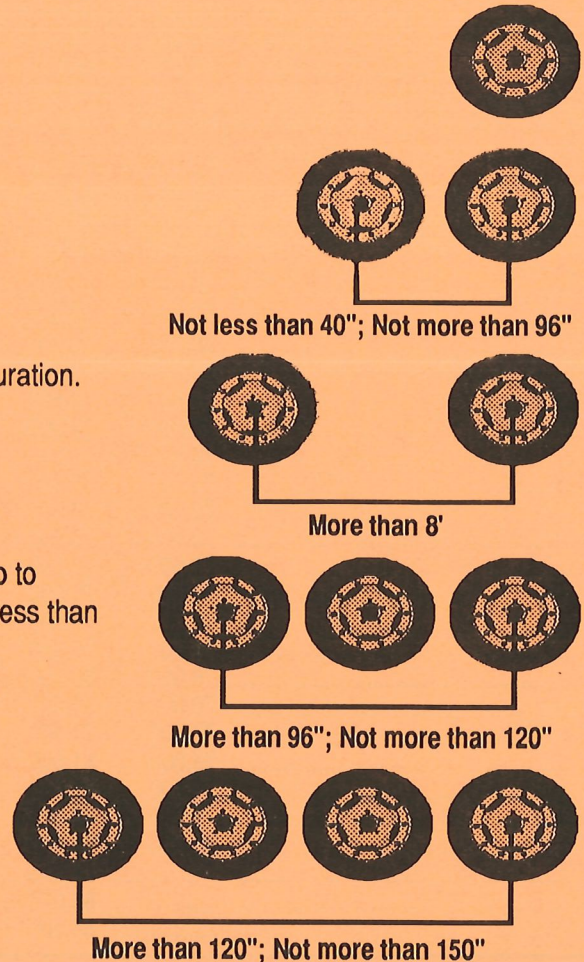 Not less than 40"; Not more than 96"
uration.
More than 8'
o to
ess than
More than 96"; Not more than 120"
More than 120"; Not more than 150"